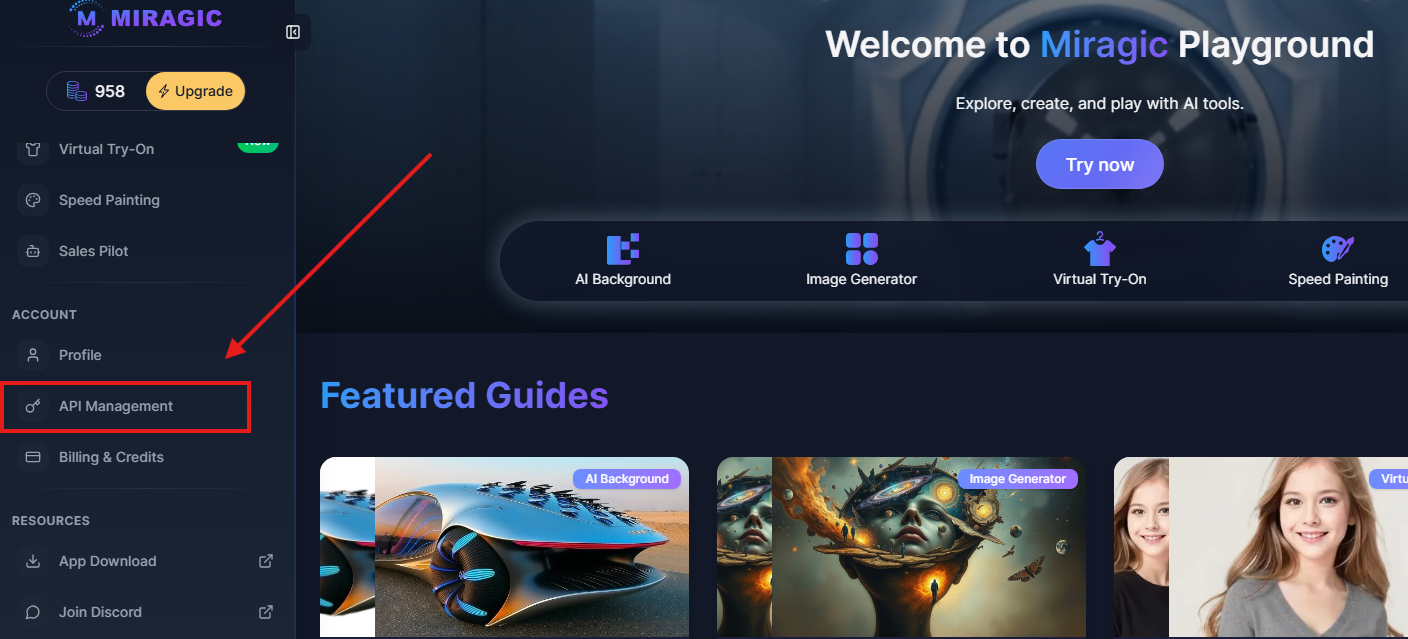 MIRAGIC
958
Upgrade
Virtual Try-On
Speed Painting
Sales Pilot
ACCOUNT
Profile
API Management
Billing & Credits
RESOURCES
App Download
Join Discord
Welcome to Miragic Playground
Explore, create, and play with AI tools.
Try now
AI Background
Image Generator
Virtual Try-On
Speed Painting
Featured Guides
AI Background
Image Generator